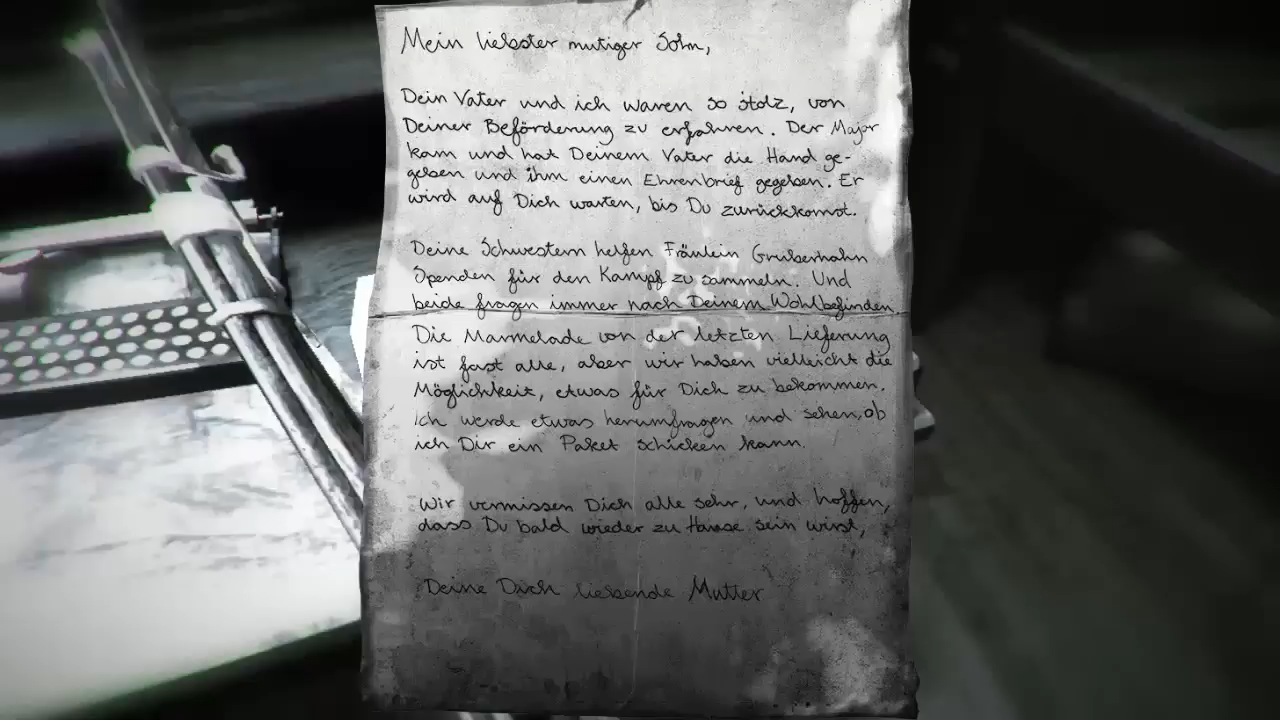 Mein liebster mutiger Sohn,
Dein Vater und ich waren so stolz, von
Deiner Beförderung zu erfahren. Der Major
kam und hat Deinem Vater die Hand ge-
geben und ihm einen Ehrenbrief gegeben. Er
wird auf Dich warten, bis Du zurückkomst.
Deine Schwestern helfen Fräulein Gruberhahn
Spenden für den Kampf zu sammeln. Und
beide fragen immer nach Deinem Wohlbefinden
Die Marmelade von der letzten Lieferung
ist fast alle, aber wir haben vielleicht die
Möglichkeit, etwas für Dich zu bekommen.
Ich werde etwas herumfragen und sehen, ob
ich Dir ein Paket schicken kann.
Wir vermissen Dich alle sehr, und hoffen,
dass Du bald wieder zu Hause sein wirst,
Deine Dich liebende Mutter